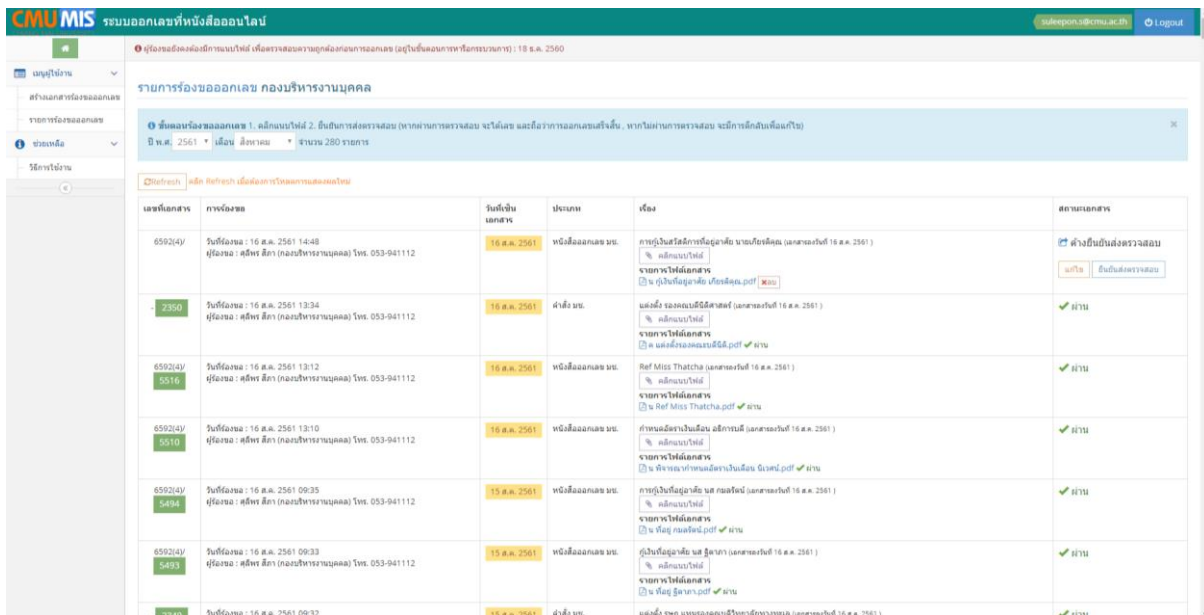 CMU MIS ระบบออกเลขที่หนังสือออนไลน์
suleepon.s@cmu.ac.th
Logout
ผู้ร้องขอยังคงต้องมีการแนบไฟล์ เพื่อตรวจสอบความถูกต้องก่อนการออกเลข (อยู่ในขั้นตอนการหารือกระบวนการ) : 18 ธ.ค. 2560
เมนูผู้ใช้งาน
สร้างเอกสารร้องขอออกเลข
รายการร้องขอออกเลข
ช่วยเหลือ
วิธีการใช้งาน
รายการร้องขอออกเลข กองบริหารงานบุคคล
ขั้นตอนร้องขอออกเลข 1. คลิกแนบไฟล์ 2. ยืนยันการส่งตรวจสอบ (หากผ่านการตรวจสอบ จะได้เลข และถือว่าการออกเลขเสร็จสิ้น , หากไม่ผ่านการตรวจสอบ จะมีการตีกลับเพื่อแก้ไข)
ปี พ.ศ. 2561 เดือน สิงหาคม จำนวน 280 รายการ
Refresh คลิก Refresh เมื่อต้องการโหลดการแสดงผลใหม่
เลขที่เอกสาร การร้องขอ วันที่เซ็นเอกสาร ประเภท เรื่อง สถานะเอกสาร
6592(4)/
วันที่ร้องขอ : 16 ส.ค. 2561 14:48
ผู้ร้องขอ : สุลีพร สีภา (กองบริหารงานบุคคล) โทร. 053-941112
16 ส.ค. 2561
หนังสือออกเลข มช.
การกู้เงินสวัสดิการที่อยู่อาศัย นายเกียรติคุณ (เอกสารลงวันที่ 16 ส.ค. 2561 )
คลิกแนบไฟล์
รายการไฟล์เอกสาร
น กู้เงินที่อยู่อาศัย เกียรติคุณ.pdf ลบ
ค้างยืนยันส่งตรวจสอบ
แก้ไข ยืนยันส่งตรวจสอบ
- 2350
วันที่ร้องขอ : 16 ส.ค. 2561 13:34
ผู้ร้องขอ : สุลีพร สีภา (กองบริหารงานบุคคล) โทร. 053-941112
16 ส.ค. 2561
คำสั่ง มช.
แต่งตั้ง รองคณบดีนิติศาสตร์ (เอกสารลงวันที่ 16 ส.ค. 2561 )
คลิกแนบไฟล์
รายการไฟล์เอกสาร
ค แต่งตั้งรองคณบดีนิติ.pdf ผ่าน
ผ่าน
6592(4)/
5516
วันที่ร้องขอ : 16 ส.ค. 2561 13:12
ผู้ร้องขอ : สุลีพร สีภา (กองบริหารงานบุคคล) โทร. 053-941112
16 ส.ค. 2561
หนังสือออกเลข มช.
Ref Miss Thatcha (เอกสารลงวันที่ 16 ส.ค. 2561 )
คลิกแนบไฟล์
รายการไฟล์เอกสาร
น Ref Miss Thatcha.pdf ผ่าน
ผ่าน
6592(4)/
5510
วันที่ร้องขอ : 16 ส.ค. 2561 13:10
ผู้ร้องขอ : สุลีพร สีภา (กองบริหารงานบุคคล) โทร. 053-941112
16 ส.ค. 2561
หนังสือออกเลข มช.
กำหนดอัตราเงินเดือน อธิการบดี (เอกสารลงวันที่ 16 ส.ค. 2561 )
คลิกแนบไฟล์
รายการไฟล์เอกสาร
น พิจารณากำหนดอัตราเงินเดือน นิเวศน์.pdf ผ่าน
ผ่าน
6592(4)/
5494
วันที่ร้องขอ : 16 ส.ค. 2561 09:35
ผู้ร้องขอ : สุลีพร สีภา (กองบริหารงานบุคคล) โทร. 053-941112
15 ส.ค. 2561
หนังสือออกเลข มช.
การกู้เงินที่อยู่อาศัย นส กมลรัตน์ (เอกสารลงวันที่ 16 ส.ค. 2561 )
คลิกแนบไฟล์
รายการไฟล์เอกสาร
น ที่อยู่ กมลรัตน์.pdf ผ่าน
ผ่าน
6592(4)/
5493
วันที่ร้องขอ : 16 ส.ค. 2561 09:33
ผู้ร้องขอ : สุลีพร สีภา (กองบริหารงานบุคคล) โทร. 053-941112
15 ส.ค. 2561
หนังสือออกเลข มช.
กู้เงินที่อยู่อาศัย นส ฐิตาภา (เอกสารลงวันที่ 16 ส.ค. 2561 )
คลิกแนบไฟล์
รายการไฟล์เอกสาร
น ที่อยู่ ฐิตาภา.pdf ผ่าน
ผ่าน
วันที่ร้องขอ : 16 ส.ค. 2561 09:32
15 ส.ค. 2561
คำสั่ง มช.
ผ่าน